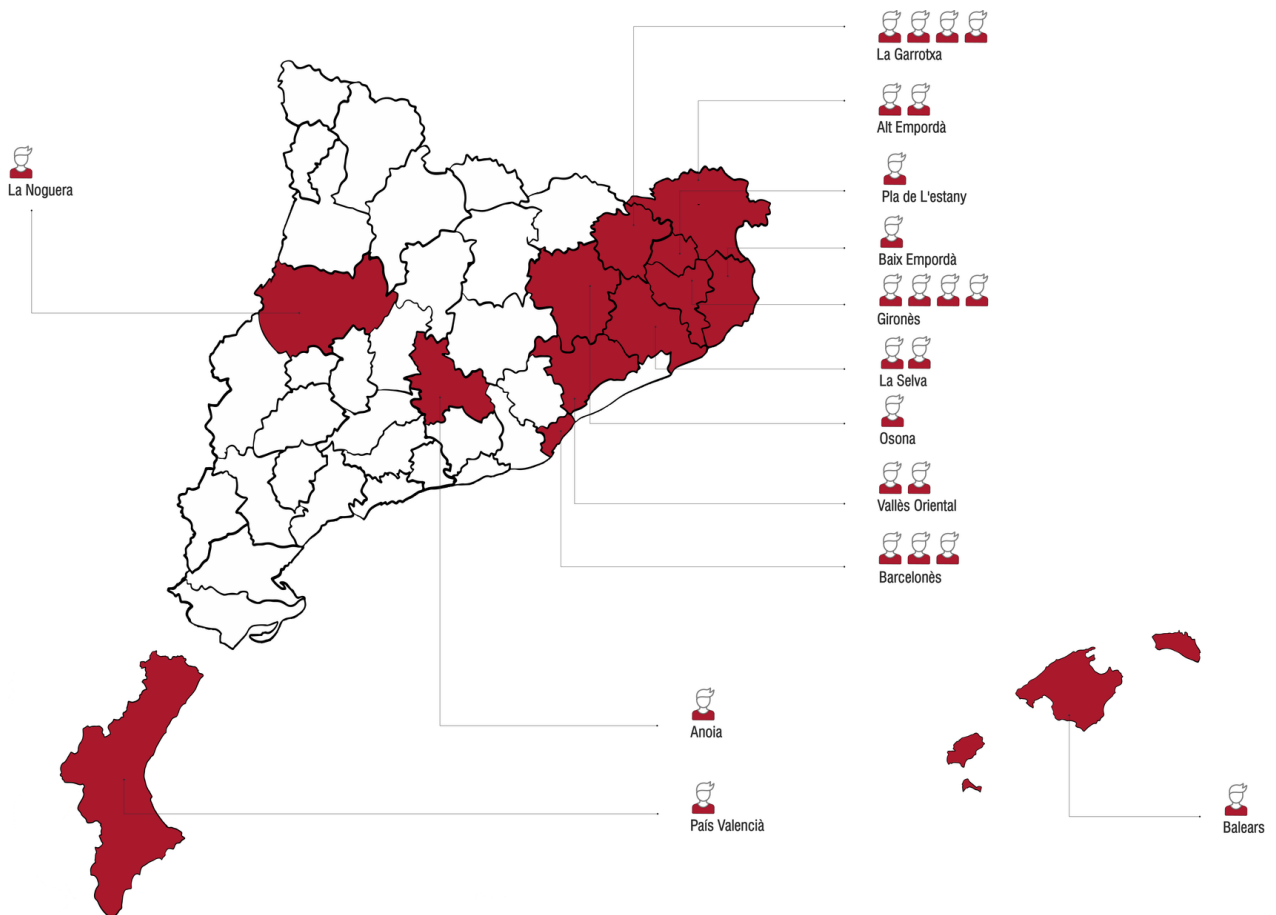 La Garrotxa
Alt Empordà
La Noguera
Pla de L'estany
Baix Empordà
Gironès
La Selva
Osona
Vallès Oriental
Barcelonès
Anoia
País Valencià
Balears